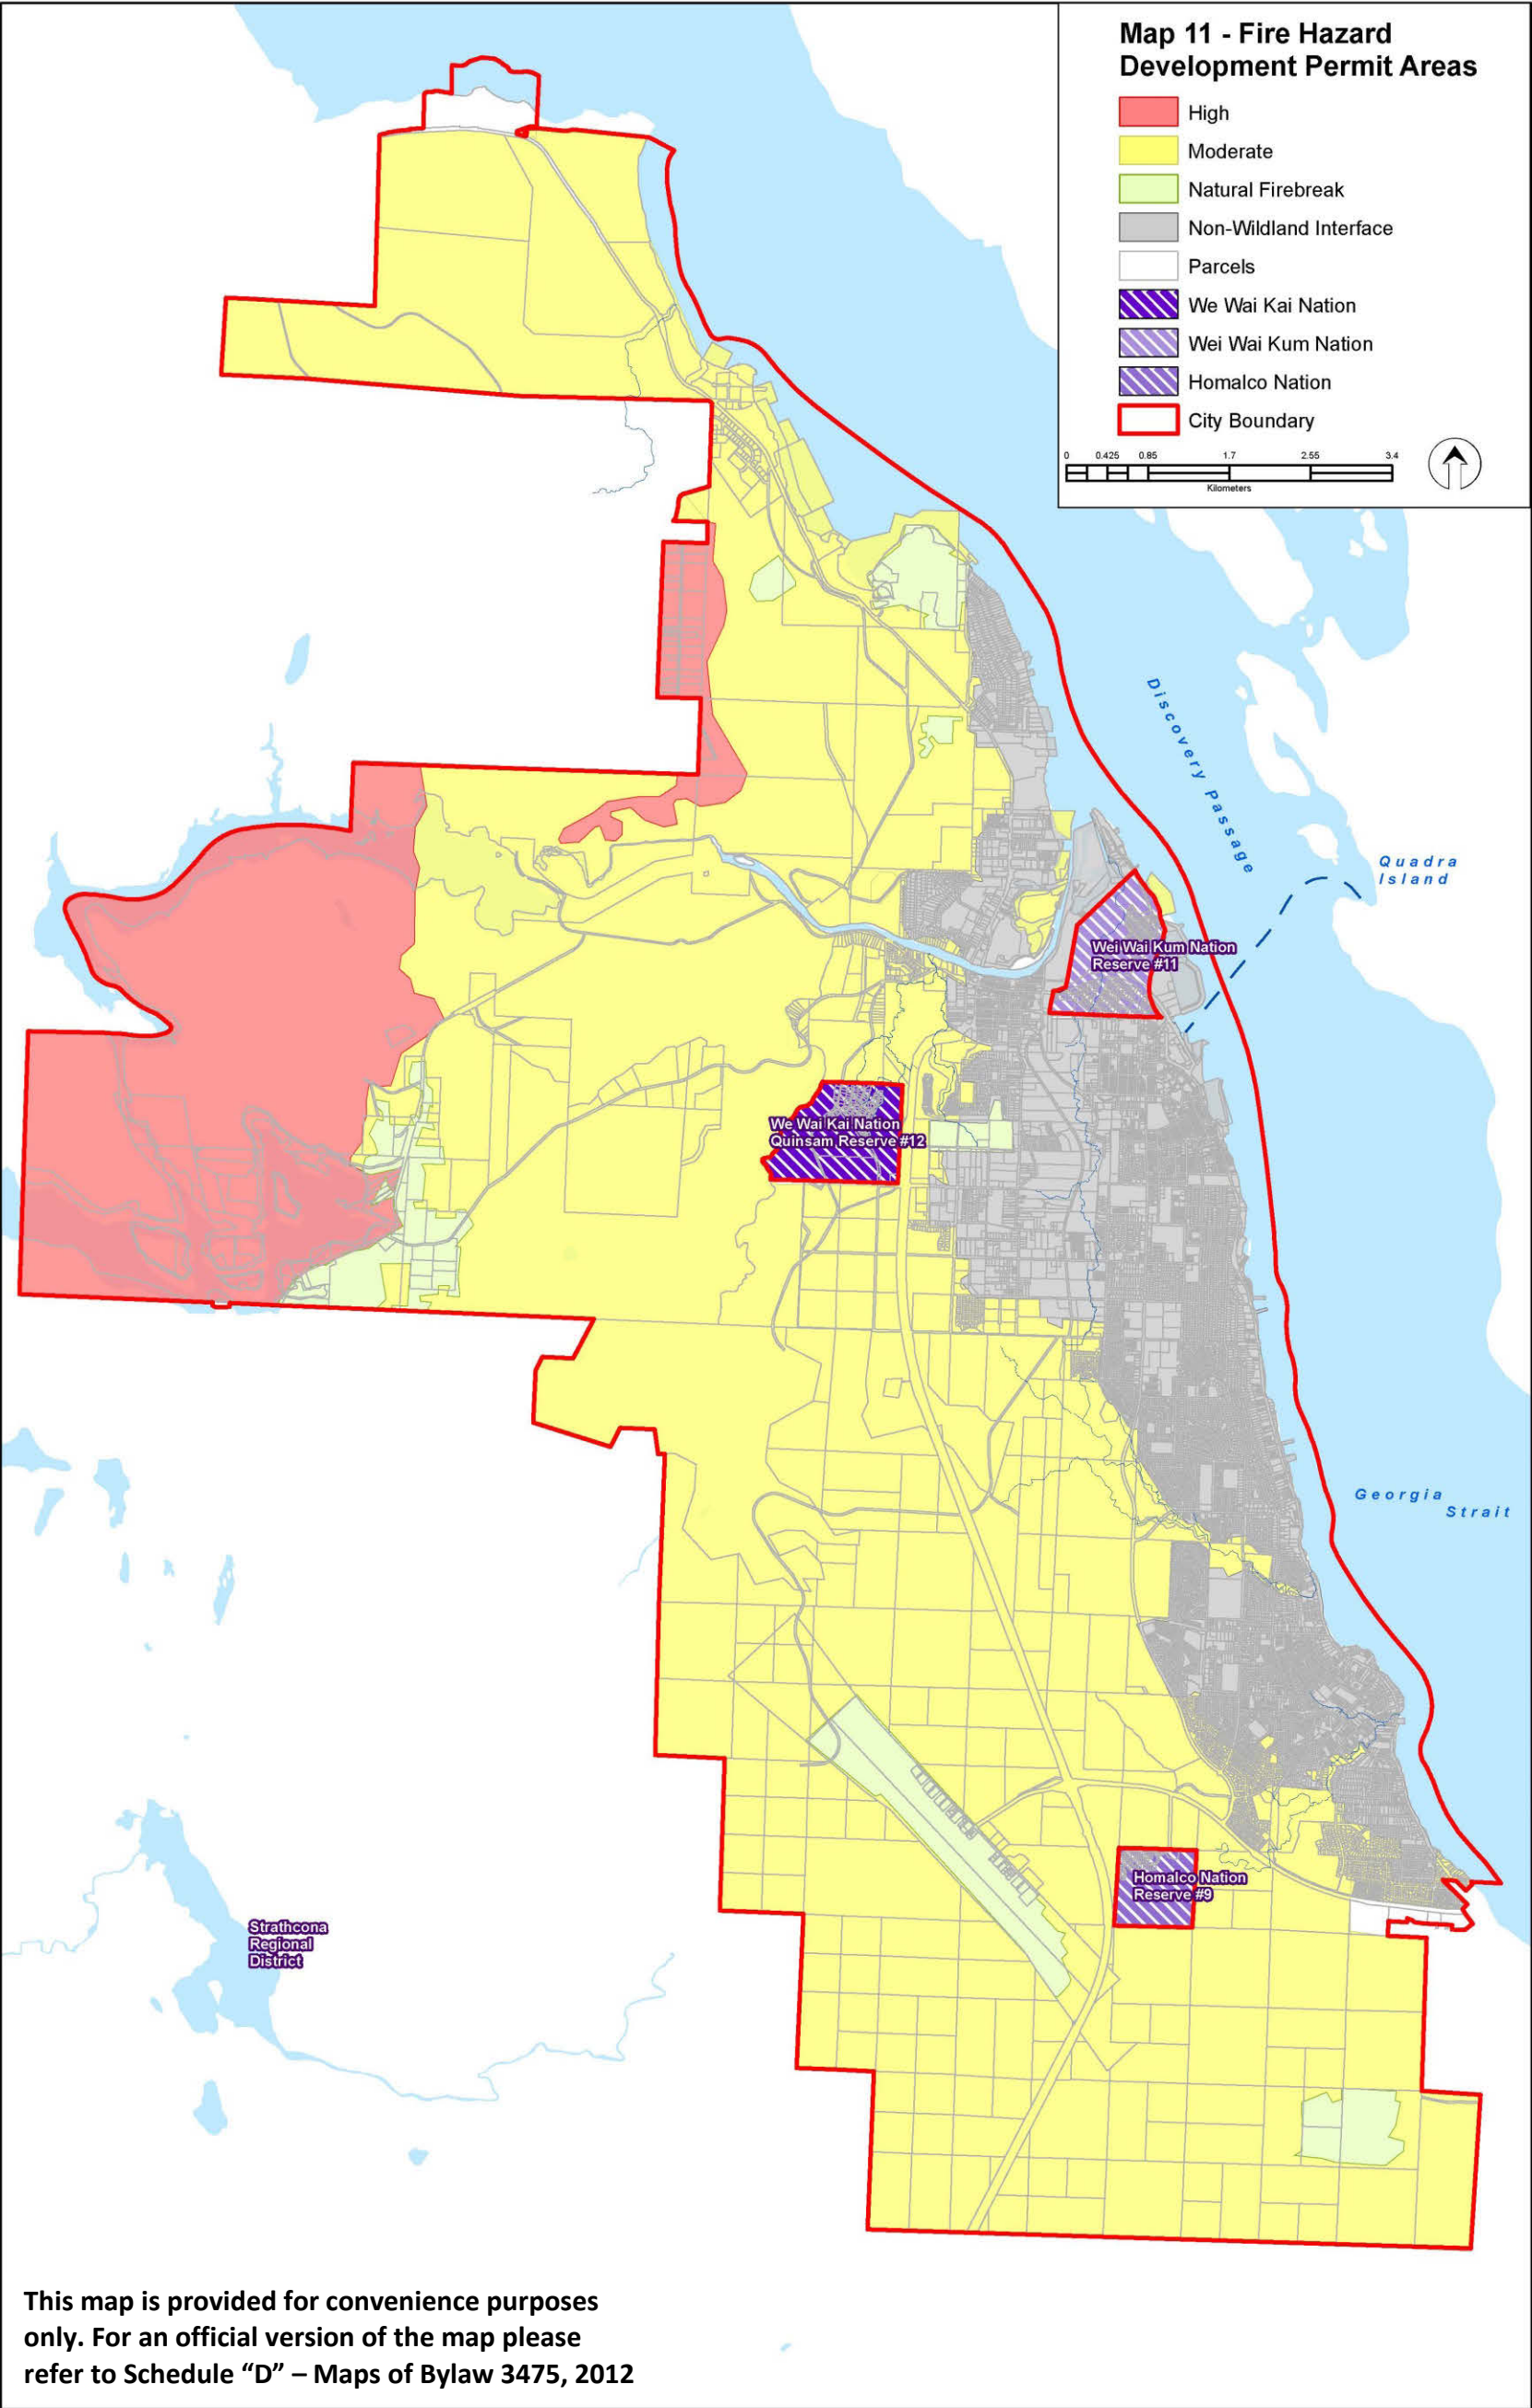 Map 11 - Fire Hazard
Development Permit Areas
High
Moderate
Natural Firebreak
Non-Wildland Interface
Parcels
We Wai Kai Nation
Wei Wai Kum Nation
Homalco Nation
City Boundary
0 0.425 0.85 1.7 2.55 3.4
Kilometers
Discovery Passage
Quadra
Island
Wei Wai Kum Nation
Reserve #11
We Wai Kai Nation
Quinsam Reserve #12
Georgia
Strait
Homalco Nation
Reserve #9
Strathcona
Regional
District
This map is provided for convenience purposes
only. For an official version of the map please
refer to Schedule “D” – Maps of Bylaw 3475, 2012